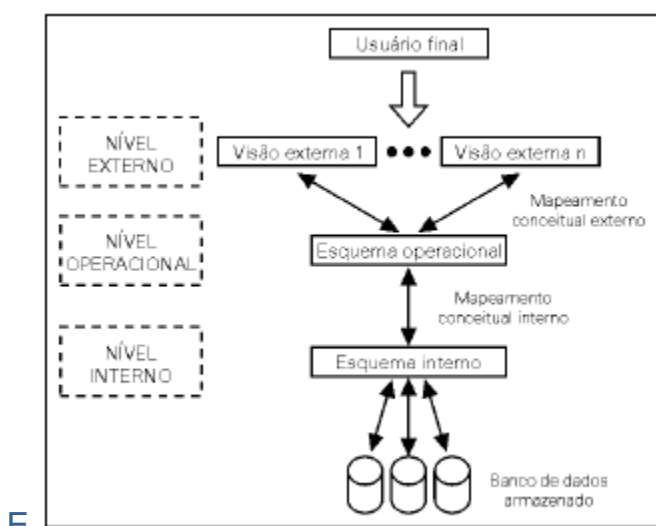 Usuário final
NÍVEL
EXTERNO
Visão externa 1
Visão externa n
Mapeamento
conceitual externo
NÍVEL
OPERACIONAL
Esquema operacional
Mapeamento
conceitual interno
NÍVEL
INTERNO
Esquema interno
Banco de dados
armazenado